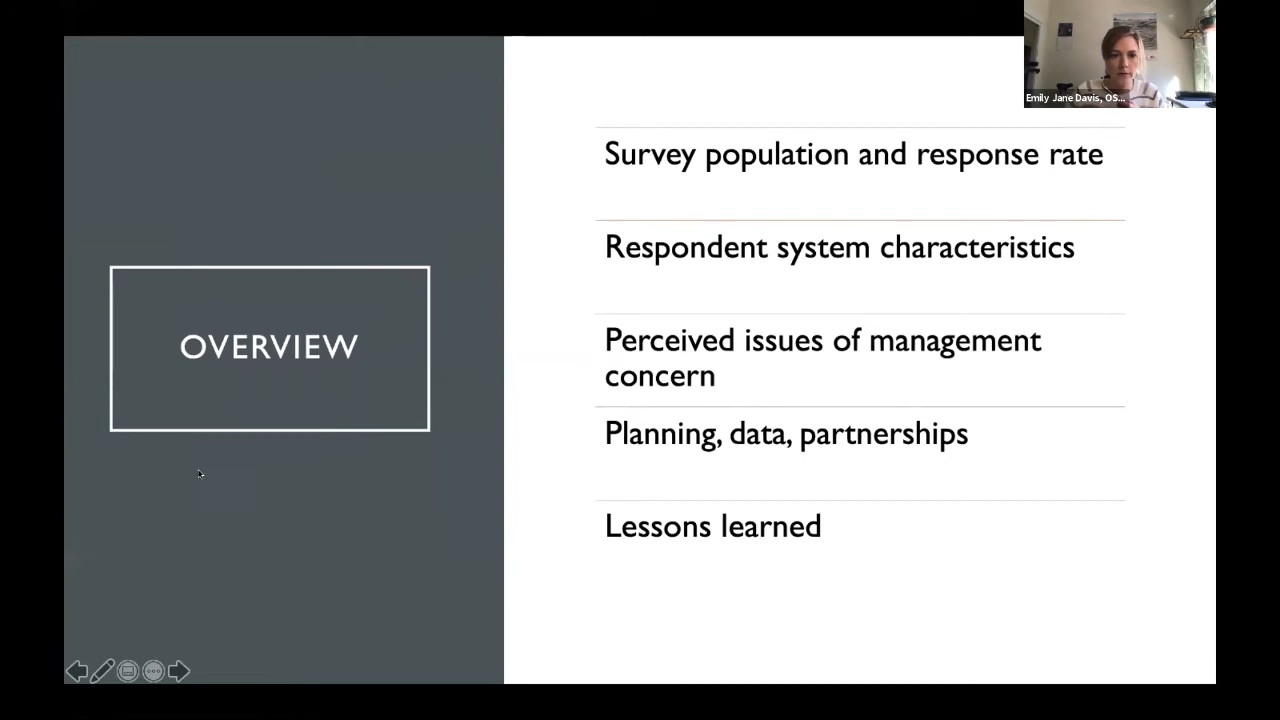 Emily Jane Davis, OS...
OVERVIEW
Survey population and response rate
Respondent system characteristics
Perceived issues of management
concern
Planning, data, partnerships
Lessons learned